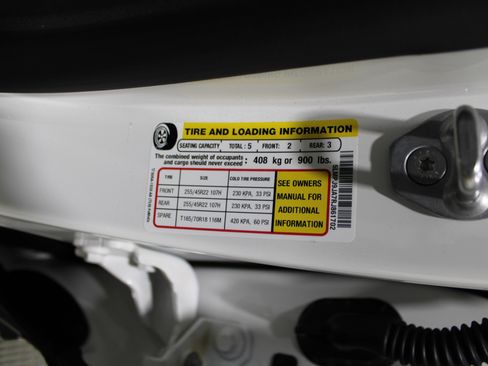 TIRE AND LOADING INFORMATION
SEATING CAPACITY TOTAL : 5 FRONT: 2 REAR: 3
The combined weight of occupants
and cargo should never exceed : 408 kg or 900 lbs.
TIRE SIZE COLD TIRE PRESSURE
FRONT 255/45R22 107H 230 KPA, 33 PSI
REAR 255/45R22 107H 230 KPA, 33 PSI
SPARE T165/70R18 116M 420 KPA, 60 PSI
SEE OWNERS
MANUAL FOR
ADDITIONAL
INFORMATION